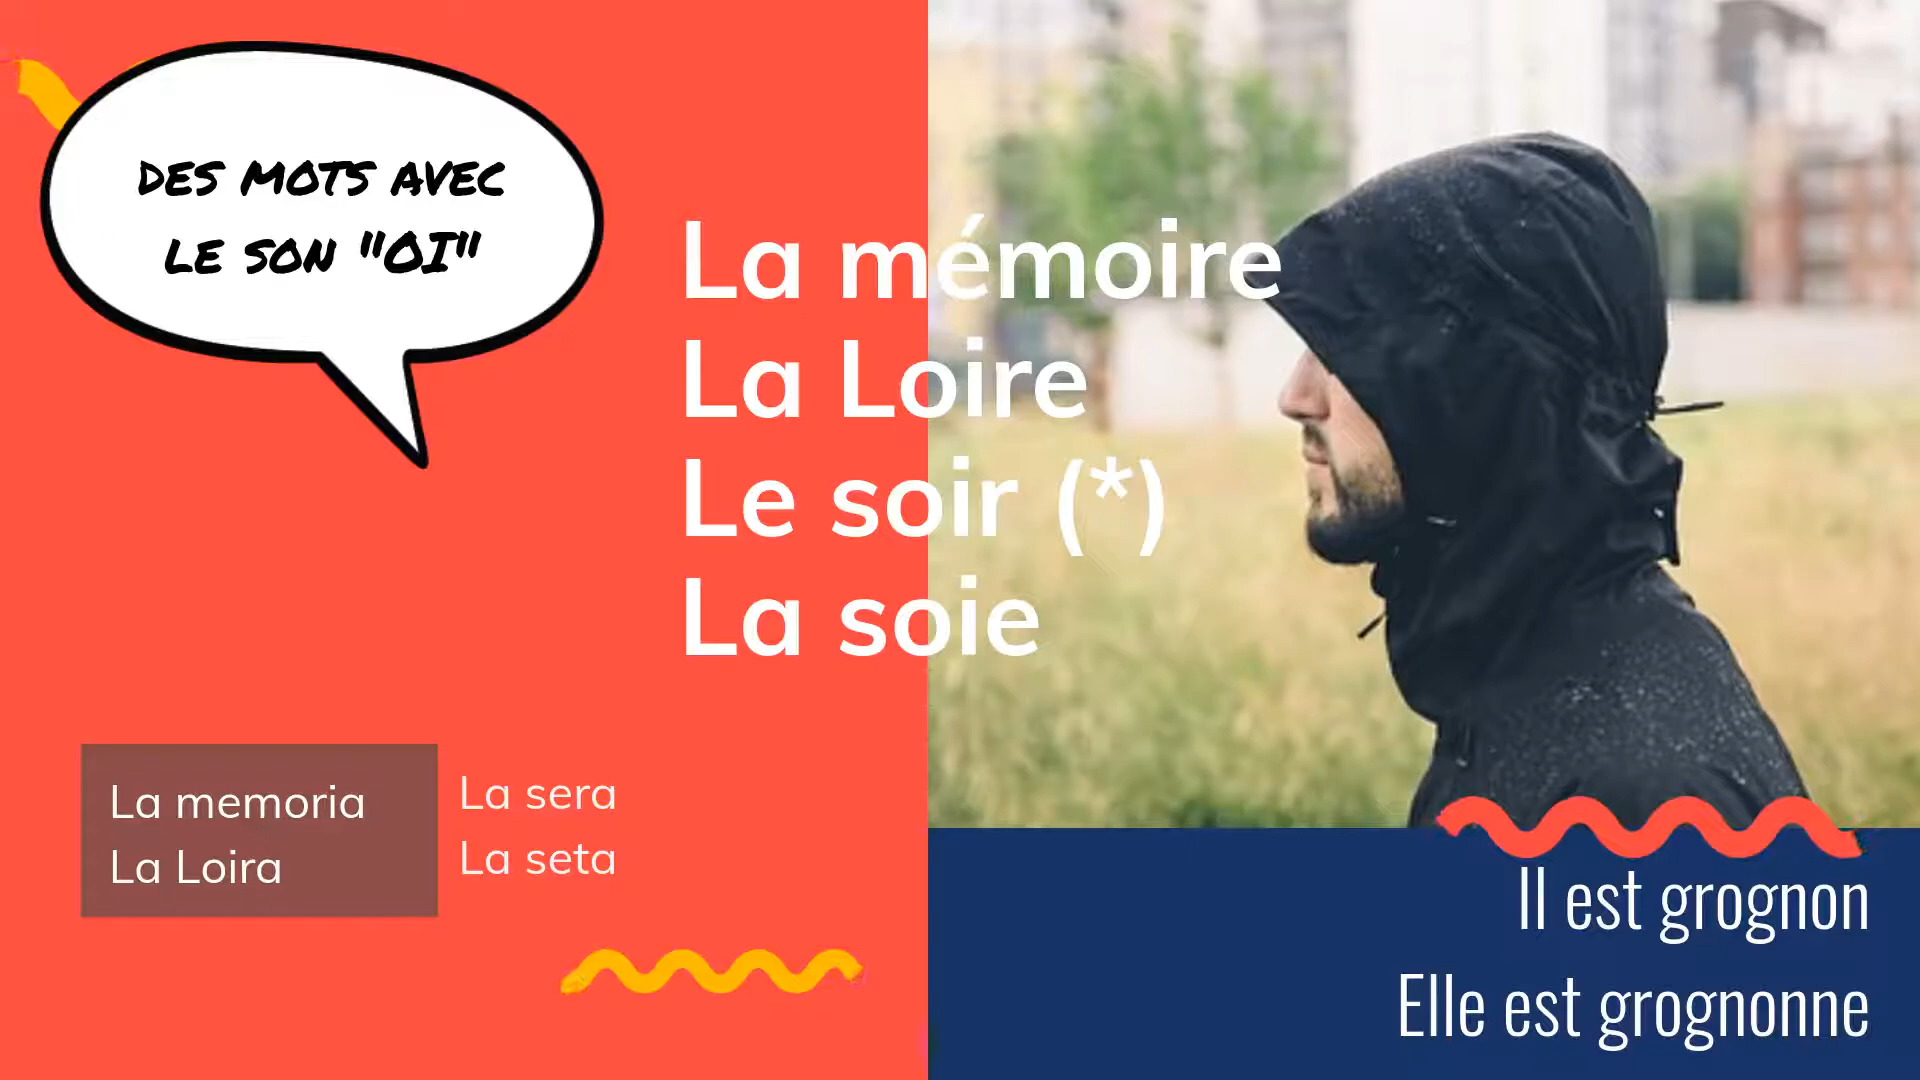 DES MOTS AVEC
LE SON "OI"
La mémoire
La Loire
Le soir (*)
La soie
La memoria
La Loira
La sera
La seta
Il est grognon
Elle est grognonne